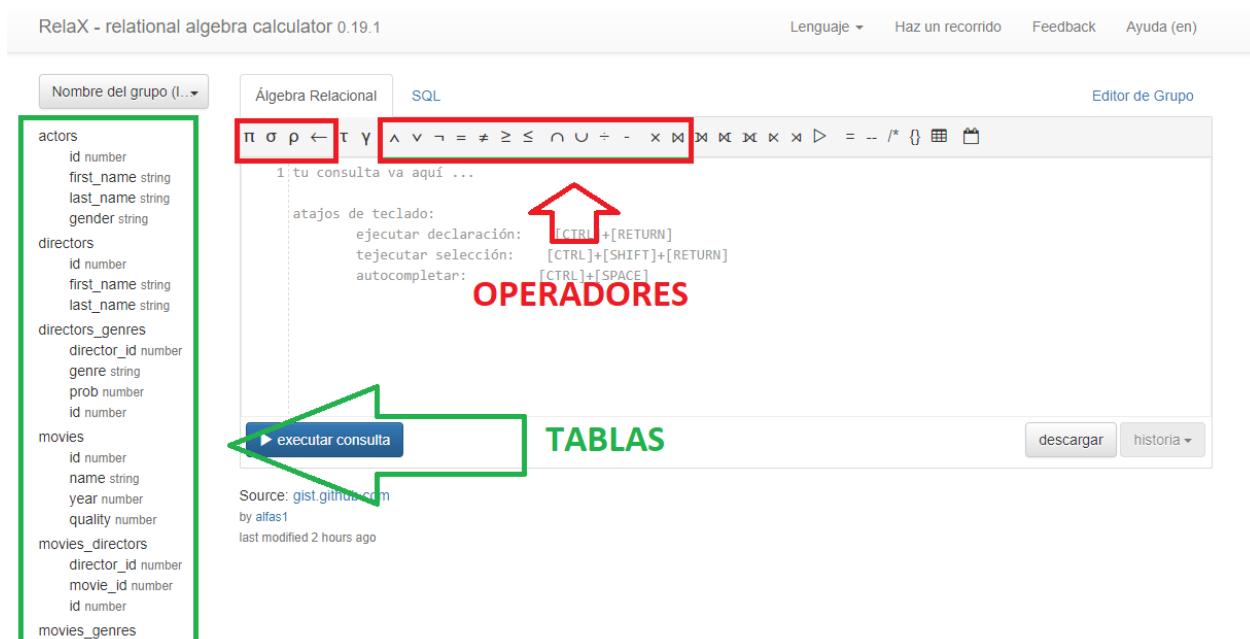 RelaX - relational algebra calculator 0.19.1 Lenguaje Haz un recorrido Feedback Ayuda (en)
Nombre del grupo (I... Álgebra Relacional SQL Editor de Grupo
π σ ρ ← τ γ ∧ ∨ ¬ = ≠ ≥ ≤ ∩ ∪ ÷ - × ⨝ ⟕ ⟖ ⟗ ⋉ ⋊ ▷ = -- /* {}
actors
id number
first_name string
last_name string
gender string
directors
id number
first_name string
last_name string
directors_genres
director_id number
genre string
prob number
id number
movies
id number
name string
year number
quality number
movies_directors
director_id number
movie_id number
id number
movies_genres
1 tu consulta va aquí ...
atajos de teclado:
ejecutar declaración: [CTRL]+[RETURN]
tejecutar selección: [CTRL]+[SHIFT]+[RETURN]
autocompletar: [CTRL]+[SPACE]
OPERADORES
executar consulta TABLAS descargar historia
Source: gist.github.com
by alfas1
last modified 2 hours ago